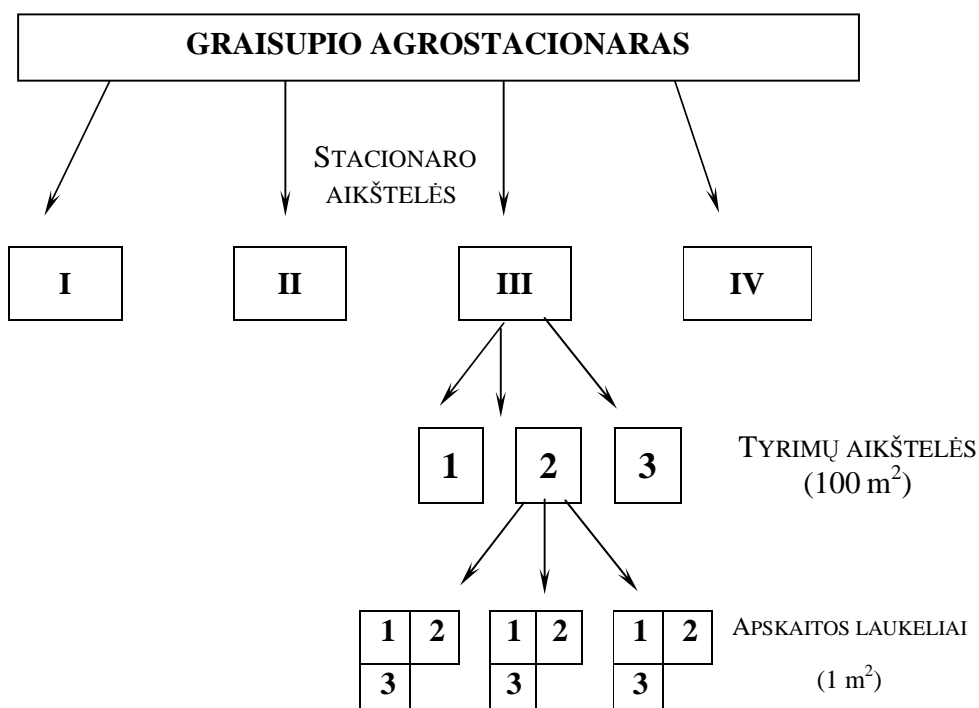 GRAISUPIO AGROSTACIONARAS
STACIONARO
AIKŠTELĖS
I II III IV
1 2 3
TYRIMŲ AIKŠTELĖS
(100 m²)
1 2 1 2 1 2
3 3 3
APSKAITOS LAUKELIAI
(1 m²)